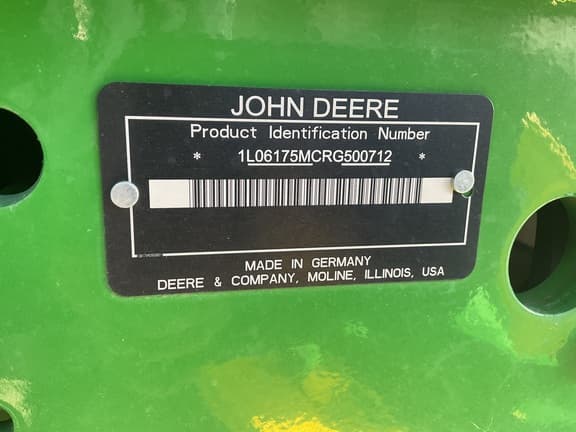 JOHN DEERE
Product Identification Number
* 1L06175MCRG500712 *
MADE IN GERMANY
DEERE & COMPANY, MOLINE, ILLINOIS, USA